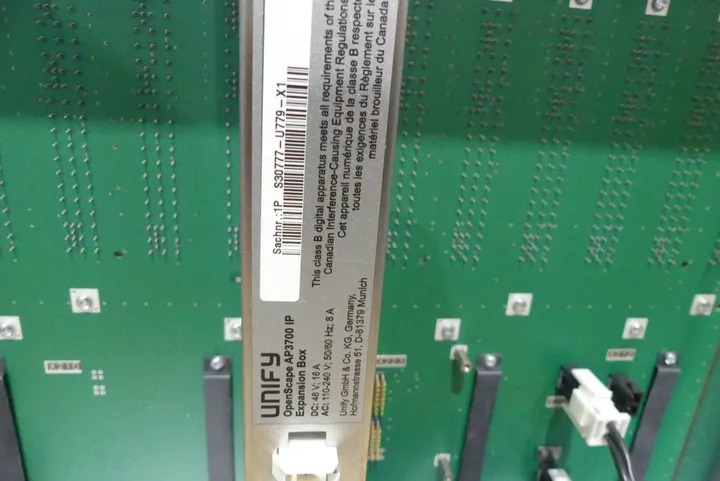 UNIFY
OpenScape AP3700 IP
Expansion Box
DC: 48 V; 16 A
AC: 110-240 V; 50/60 Hz; 8 A
Unify GmbH & Co. KG, Germany,
Hofmannstrasse 51, D-81379 Munich
Sachnr.:1P S30777-U779-X1
This class B digital apparatus meets all requirements of the
Canadian Interference-Causing Equipment Regulations
Cet appareil numérique de la classe B respecte
toutes les exigences du Règlement sur le
matériel brouilleur du Canada